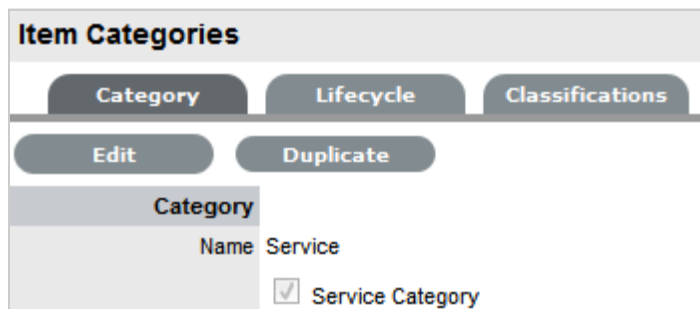 Item Categories
Category Lifecycle Classifications
Edit Duplicate
Category
Name Service
Service Category